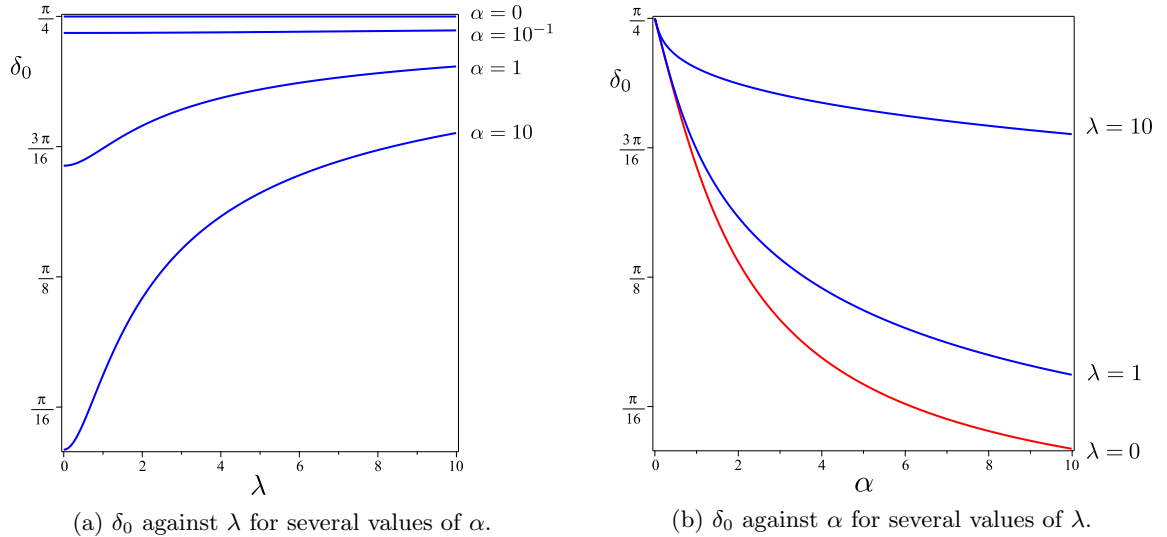 π/4
3π/16
π/8
π/16
δ₀
α = 0
α = 10⁻¹
α = 1
α = 10
0 2 4 6 8 10
λ
(a) δ₀ against λ for several values of α.
π/4
3π/16
π/8
π/16
δ₀
λ = 10
λ = 1
λ = 0
0 2 4 6 8 10
α
(b) δ₀ against α for several values of λ.